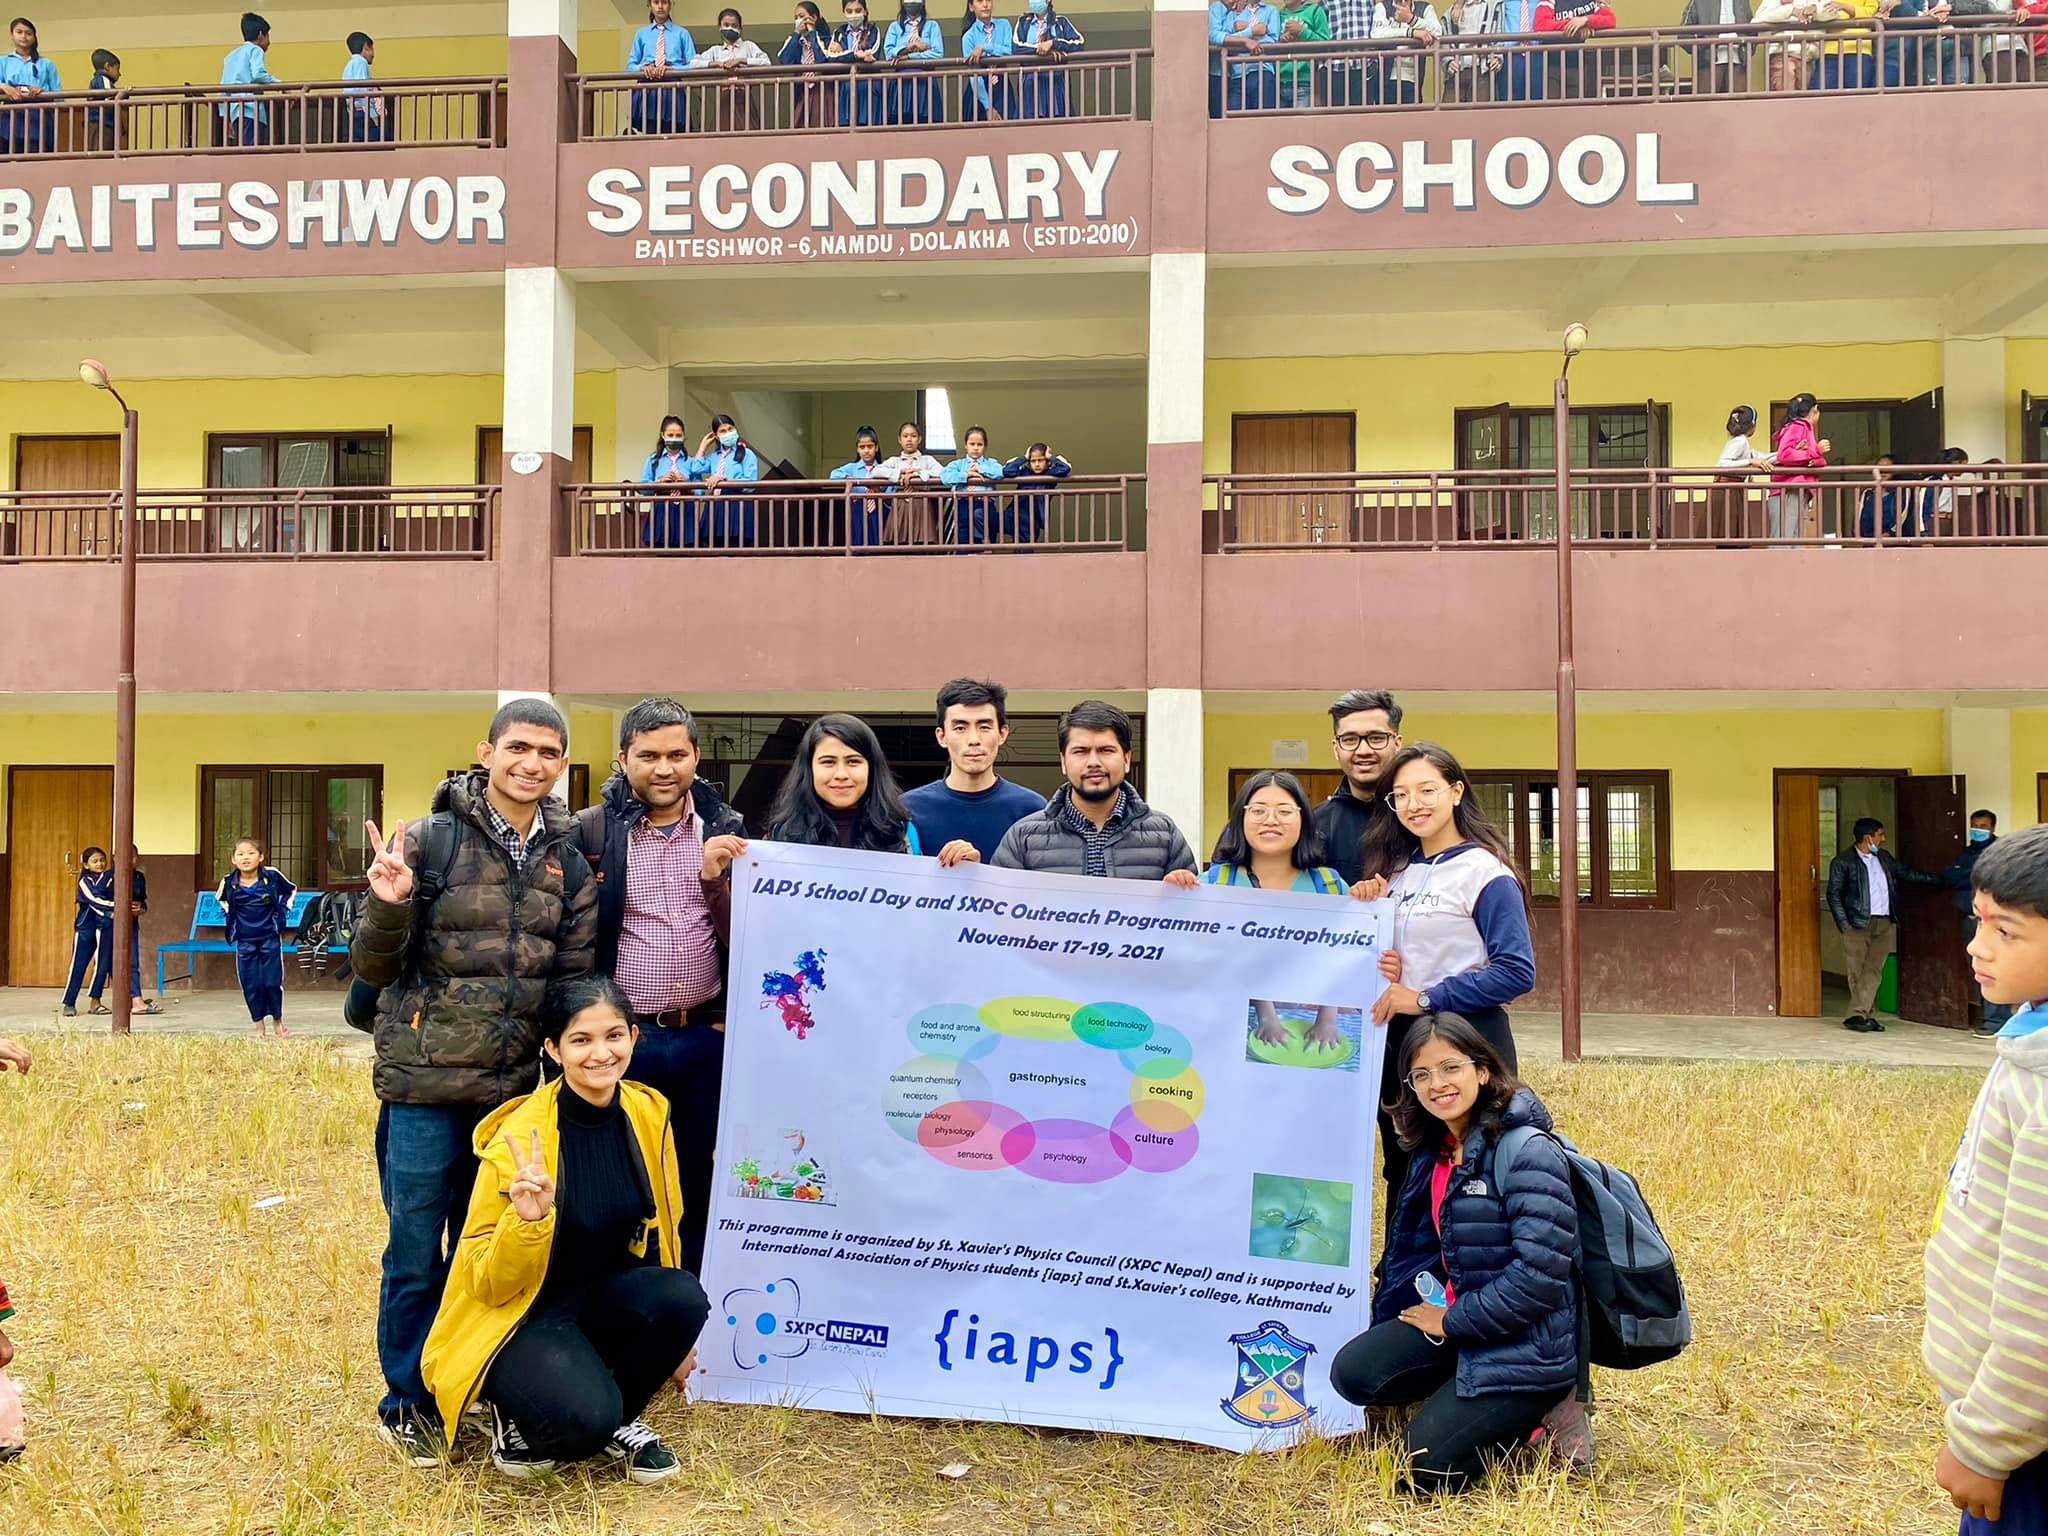 BAITESHWOR SECONDARY SCHOOL
BAITESHWOR -6, NAMDU, DOLAKHA (ESTD:2010)
BLOCK
IAPS School Day and SXPC Outreach Programme - Gastrophysics
November 17-19, 2021
food structuring
food technology
food and aroma
chemistry
biology
gastrophysics
quantum chemistry
cooking
receptors
molecular biology
physiology
culture
sensorics
psychology
This programme is organized by St. Xavier's Physics Council (SXPC Nepal) and is supported by
International Association of Physics students {iaps} and St.Xavier's college, Kathmandu
SXPC NEPAL
{iaps}